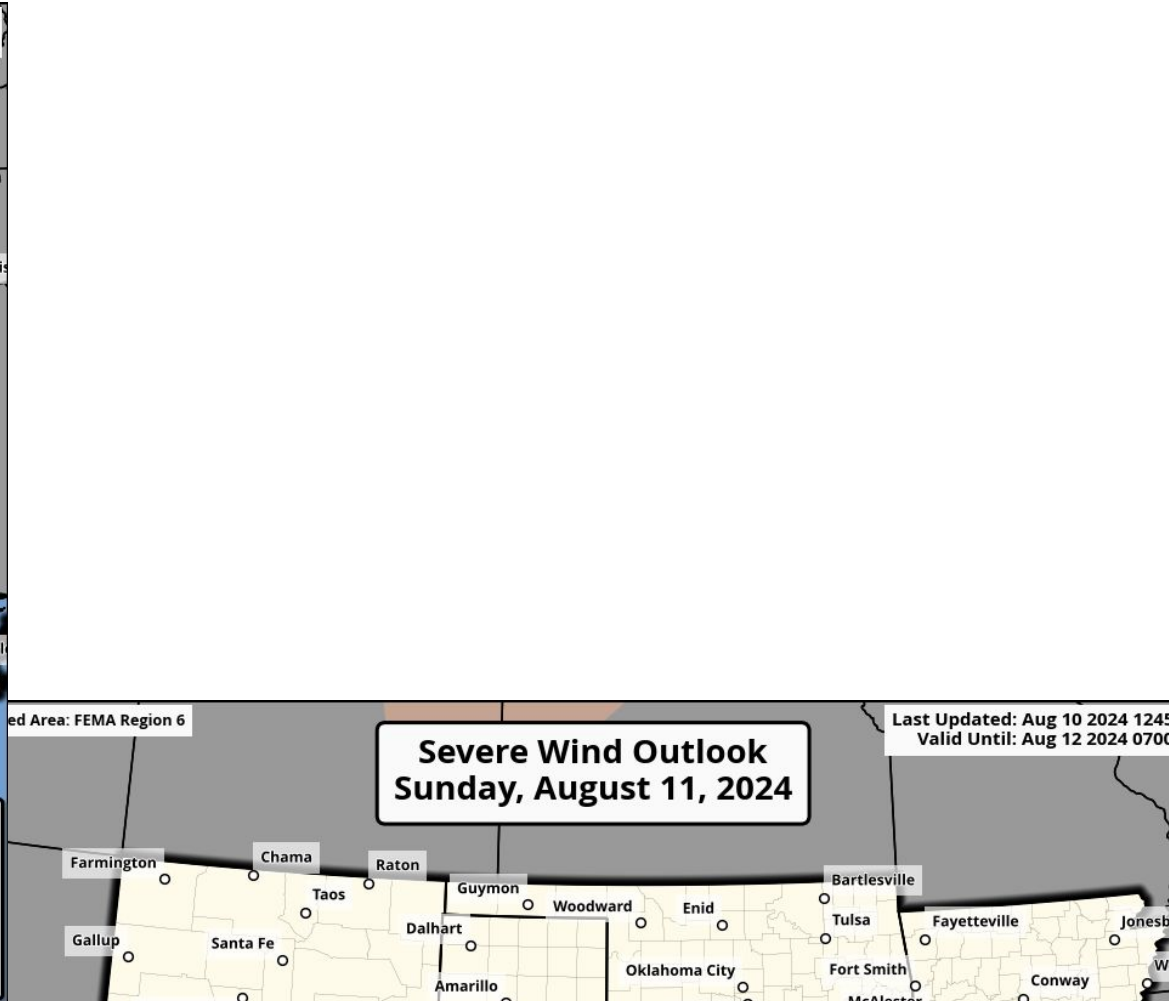 ed Area: FEMA Region 6
Last Updated: Aug 10 2024 1245
Valid Until: Aug 12 2024 0700
Severe Wind Outlook
Sunday, August 11, 2024
Farmington
Chama
Raton
Taos
Guymon
Woodward
Enid
Bartlesville
Tulsa
Fayetteville
Jonesb
Gallup
Santa Fe
Dalhart
Oklahoma City
Fort Smith
W
Amarillo
Conway
McAlester